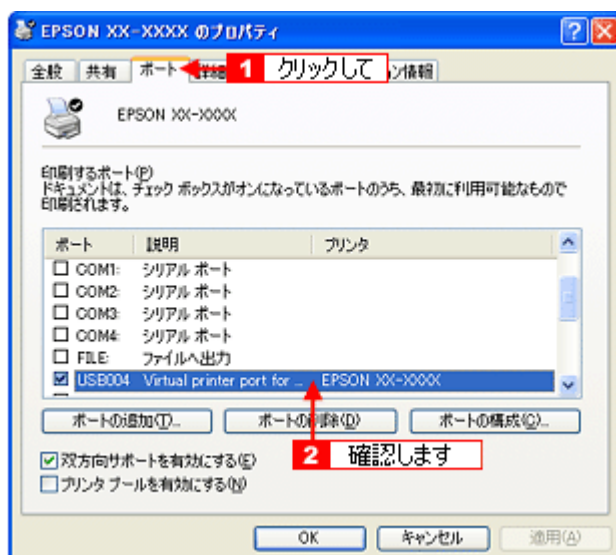 EPSON XX-XXXX のプロパティ
全般 共有 ポート 1 クリックして
EPSON XX-XXXX
印刷するポート(P)
ドキュメントは、チェック ボックスがオンになっているポートのうち、最初に利用可能なもので
印刷されます。
ポート 説明 プリンタ
COM1: シリアル ポート
COM2: シリアル ポート
COM3: シリアル ポート
COM4: シリアル ポート
FILE: ファイルへ出力
USB004 Virtual printer port for ... EPSON XX-XXXX
ポートの追加(T)... ポートの削除(D) ポートの構成(C)...
双方向サポートを有効にする(E) 2 確認します
プリンタ プールを有効にする(N)
OK キャンセル 適用(A)